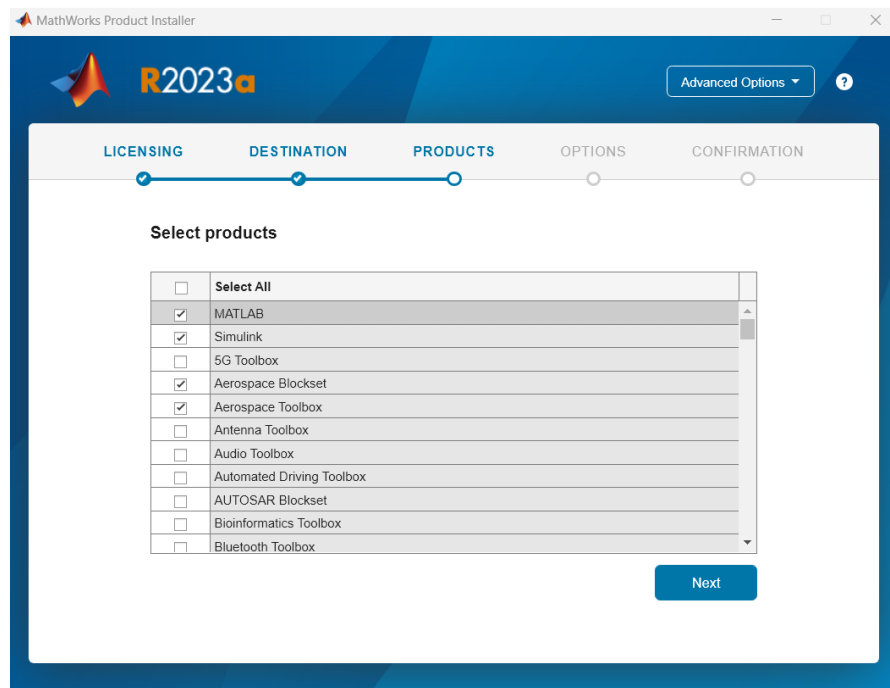 MathWorks Product Installer
R2023a
Advanced Options
?
LICENSING DESTINATION PRODUCTS OPTIONS CONFIRMATION
Select products
Select All
MATLAB
Simulink
5G Toolbox
Aerospace Blockset
Aerospace Toolbox
Antenna Toolbox
Audio Toolbox
Automated Driving Toolbox
AUTOSAR Blockset
Bioinformatics Toolbox
Bluetooth Toolbox
Next